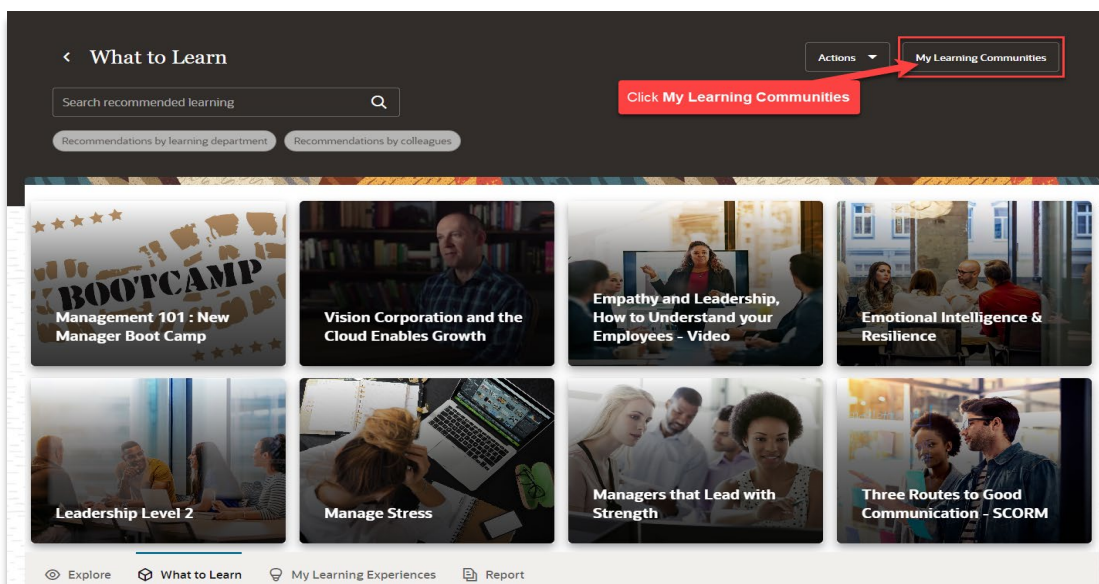 What to Learn
Actions
My Learning Communities
Search recommended learning
Click My Learning Communities
Recommendations by learning department
Recommendations by colleagues
BOOTCAMP
Management 101 : New
Manager Boot Camp
Vision Corporation and the
Cloud Enables Growth
Empathy and Leadership,
How to Understand your
Employees - Video
Emotional Intelligence &
Resilience
Leadership Level 2
Manage Stress
Managers that Lead with
Strength
Three Routes to Good
Communication - SCORM
Explore
What to Learn
My Learning Experiences
Report